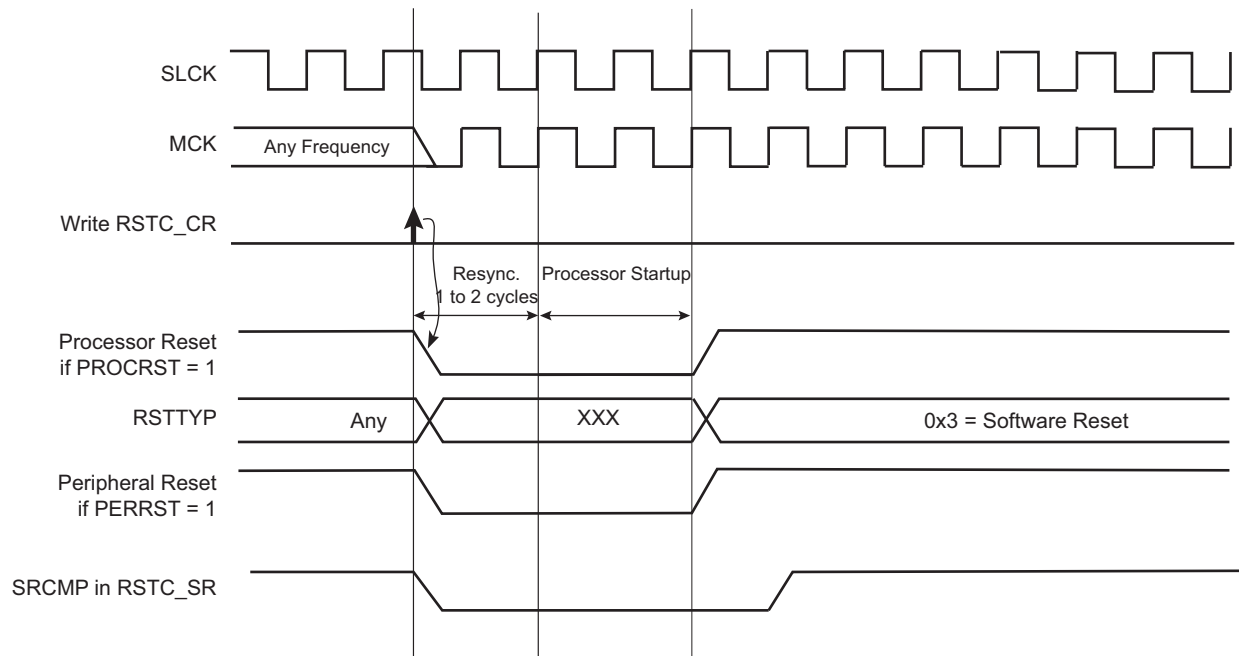 SLCK
MCK
Any Frequency
Write RSTC_CR
Resync.
1 to 2 cycles
Processor Startup
Processor Reset
if PROCRST = 1
RSTTYP
Any
XXX
0x3 = Software Reset
Peripheral Reset
if PERRST = 1
SRCMP in RSTC_SR